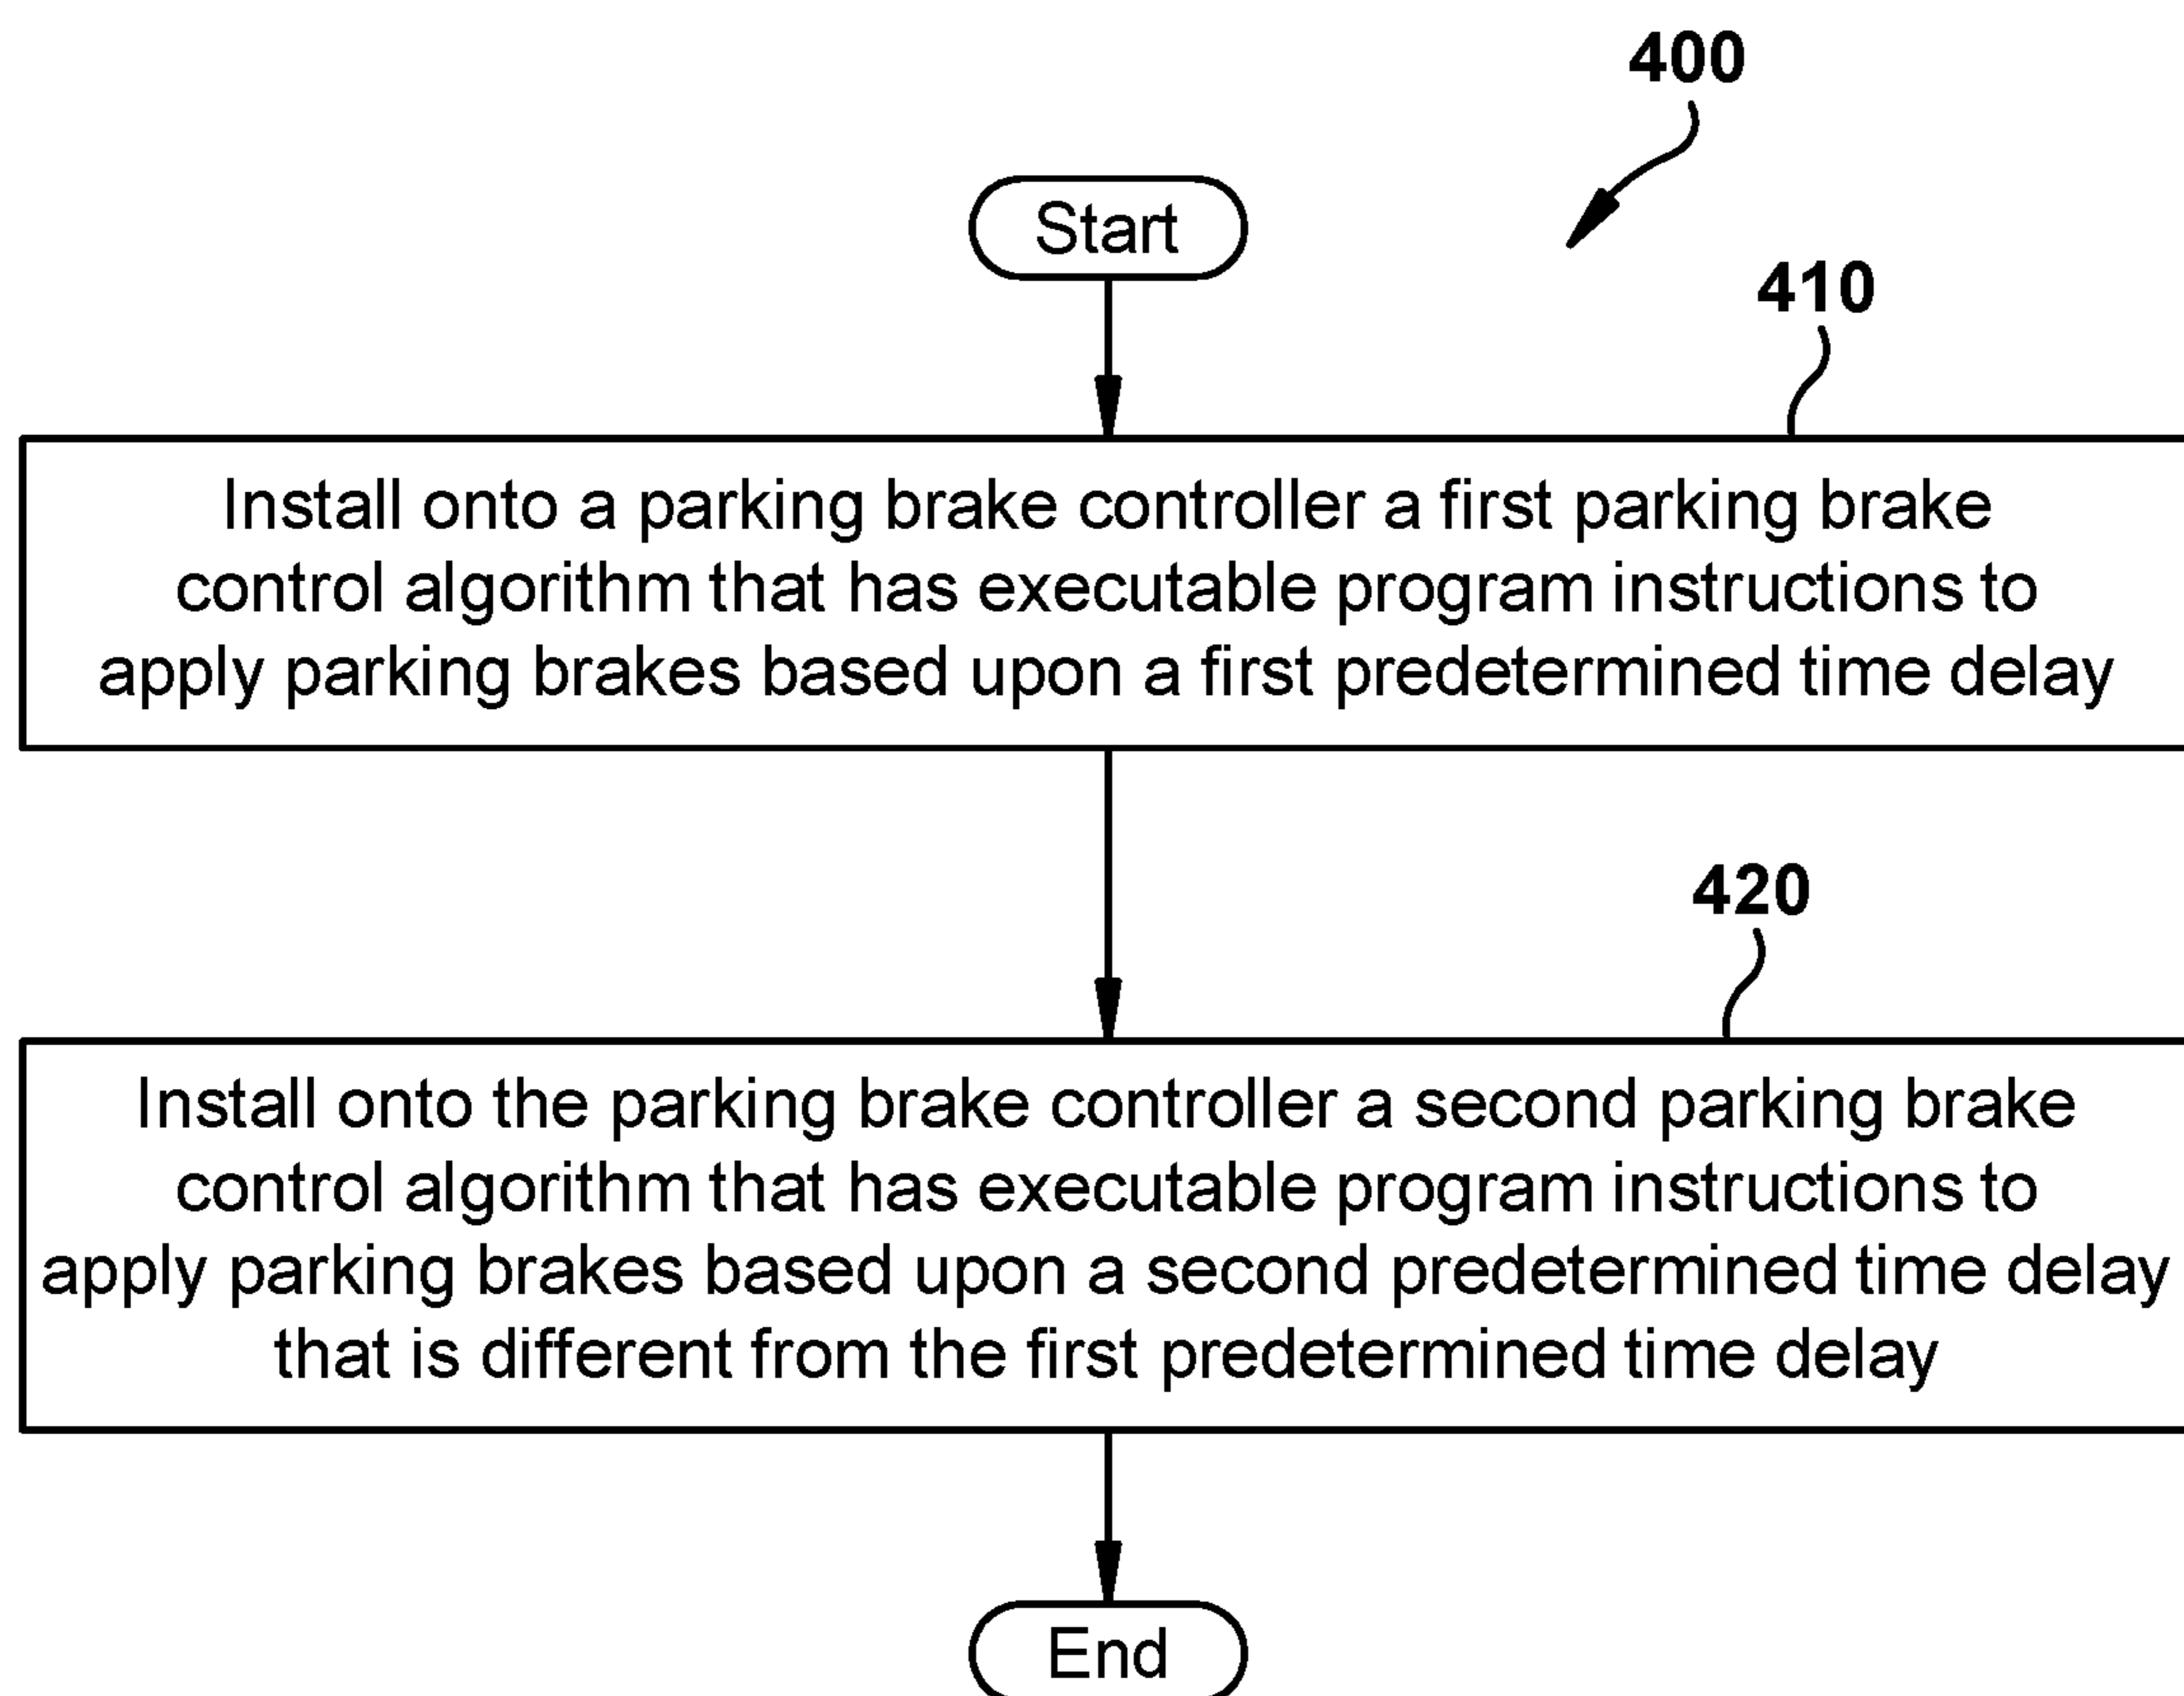 400
Start
410
Install onto a parking brake controller a first parking brake
control algorithm that has executable program instructions to
apply parking brakes based upon a first predetermined time delay
420
Install onto the parking brake controller a second parking brake
control algorithm that has executable program instructions to
apply parking brakes based upon a second predetermined time delay
that is different from the first predetermined time delay
End